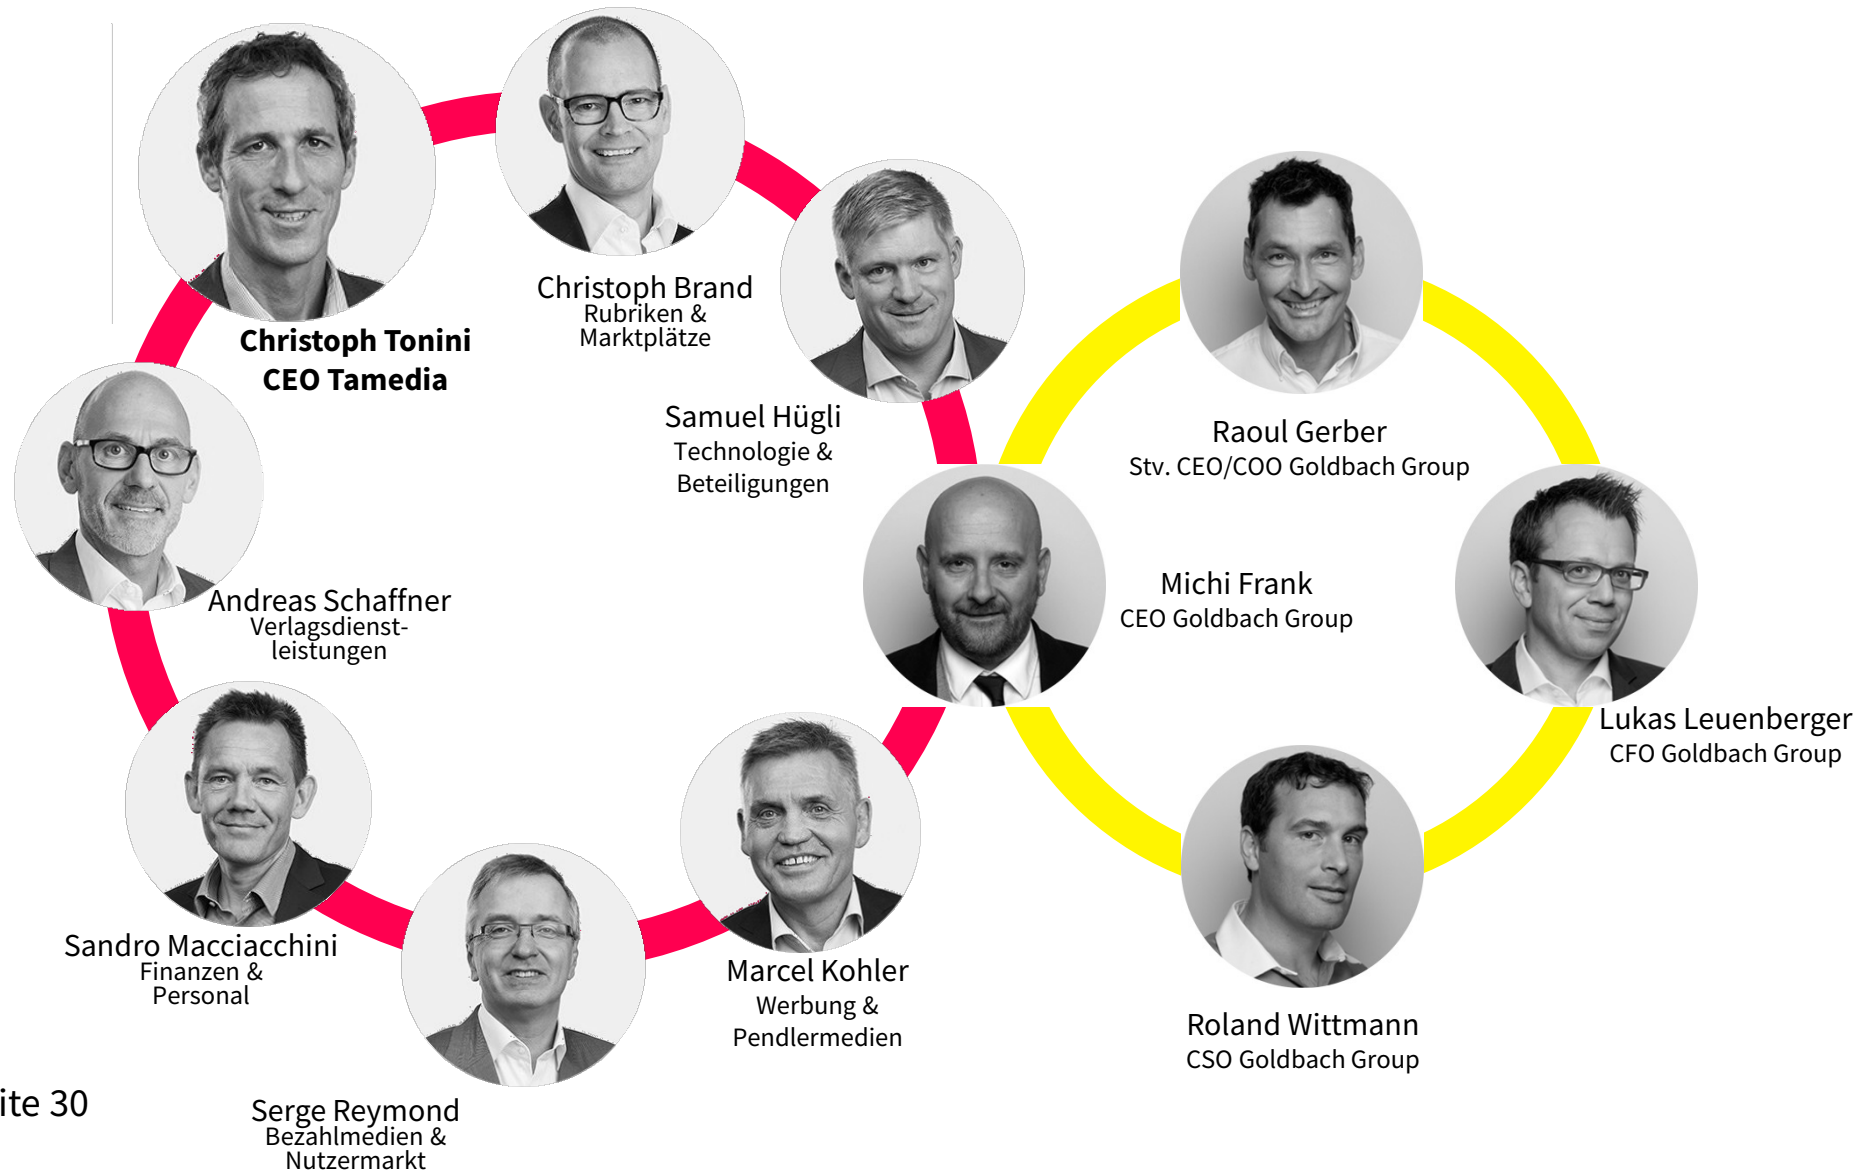 Christoph Brand
Rubriken &
Marktplätze
Christoph Tonini
CEO Tamedia
Samuel Hügli
Technologie &
Beteiligungen
Raoul Gerber
Stv. CEO/COO Goldbach Group
Michi Frank
CEO Goldbach Group
Andreas Schaffner
Verlagsdienst-
leistungen
Lukas Leuenberger
CFO Goldbach Group
Sandro Macciacchini
Finanzen &
Personal
Marcel Kohler
Werbung &
Pendlermedien
Roland Wittmann
CSO Goldbach Group
ite 30
Serge Reymond
Bezahlmedien &
Nutzermarkt